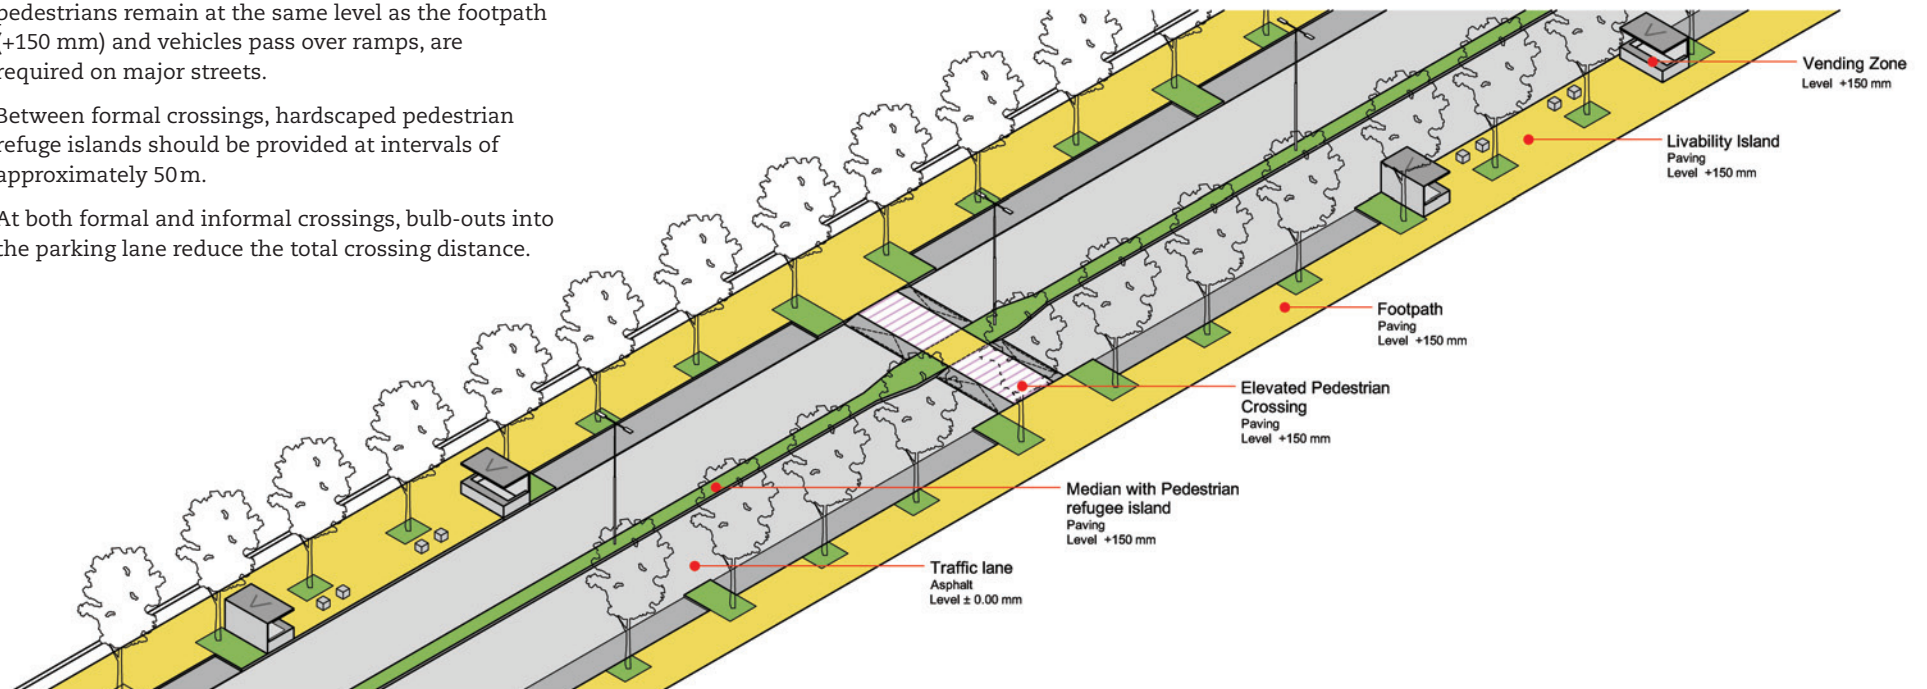 pedestrians remain at the same level as the footpath
(+150 mm) and vehicles pass over ramps, are
required on major streets.
Between formal crossings, hardscaped pedestrian
refuge islands should be provided at intervals of
approximately 50 m.
At both formal and informal crossings, bulb-outs into
the parking lane reduce the total crossing distance.
Vending Zone
Level +150 mm
Livability Island
Paving
Level +150 mm
Footpath
Paving
Level +150 mm
Elevated Pedestrian
Crossing
Paving
Level +150 mm
Median with Pedestrian
refugee island
Paving
Level +150 mm
Traffic lane
Asphalt
Level ± 0.00 mm
V
V
V
V